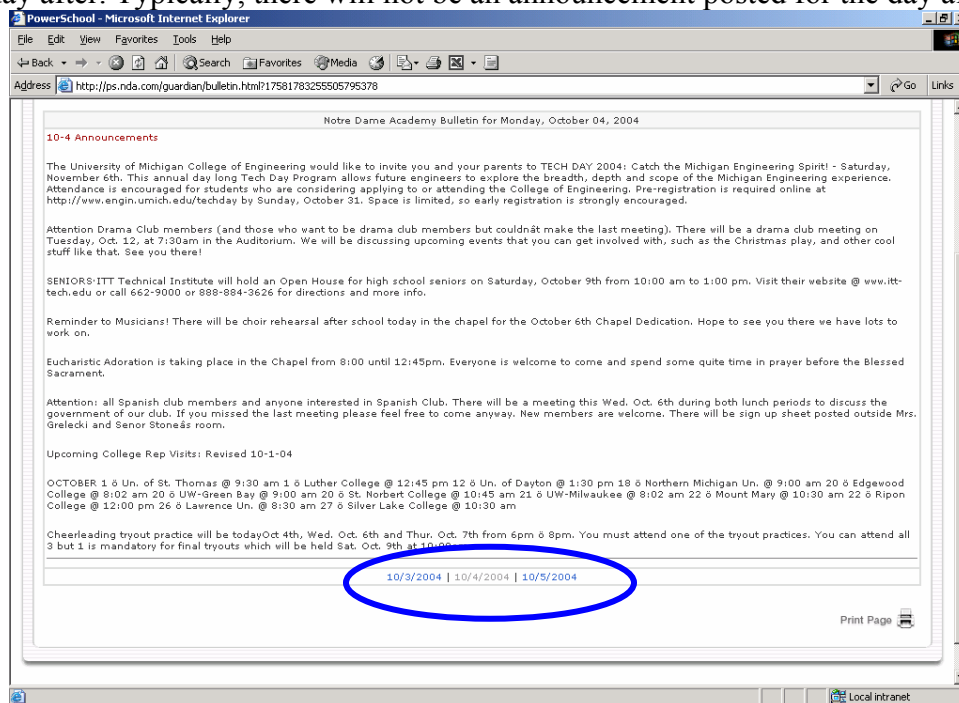 ay after. Typically, there will not be an announcement posted for the day a
PowerSchool - Microsoft Internet Explorer
File Edit View Favorites Tools Help
Back Search Favorites Media
Address http://ps.nda.com/guardian/bulletin.html?17581783255505795378 Go Links
Notre Dame Academy Bulletin for Monday, October 04, 2004
10-4 Announcements
The University of Michigan College of Engineering would like to invite you and your parents to TECH DAY 2004: Catch the Michigan Engineering Spirit! - Saturday,
November 6th. This annual day long Tech Day Program allows future engineers to explore the breadth, depth and scope of the Michigan Engineering experience.
Attendance is encouraged for students who are considering applying to or attending the College of Engineering. Pre-registration is required online at
http://www.engin.umich.edu/techday by Sunday, October 31. Space is limited, so early registration is strongly encouraged.
Attention Drama Club members (and those who want to be drama club members but couldnât make the last meeting). There will be a drama club meeting on
Tuesday, Oct. 12, at 7:30am in the Auditorium. We will be discussing upcoming events that you can get involved with, such as the Christmas play, and other cool
stuff like that. See you there!
SENIORS·ITT Technical Institute will hold an Open House for high school seniors on Saturday, October 9th from 10:00 am to 1:00 pm. Visit their website @ www.itt-
tech.edu or call 662-9000 or 888-884-3626 for directions and more info.
Reminder to Musicians! There will be choir rehearsal after school today in the chapel for the October 6th Chapel Dedication. Hope to see you there we have lots to
work on.
Eucharistic Adoration is taking place in the Chapel from 8:00 until 12:45pm. Everyone is welcome to come and spend some quite time in prayer before the Blessed
Sacrament.
Attention: all Spanish club members and anyone interested in Spanish Club. There will be a meeting this Wed. Oct. 6th during both lunch periods to discuss the
government of our club. If you missed the last meeting please feel free to come anyway. New members are welcome. There will be sign up sheet posted outside Mrs.
Grelecki and Senor Stoneâs room.
Upcoming College Rep Visits: Revised 10-1-04
OCTOBER 1 ö Un. of St. Thomas @ 9:30 am 1 ö Luther College @ 12:45 pm 12 ö Un. of Dayton @ 1:30 pm 18 ö Northern Michigan Un. @ 9:00 am 20 ö Edgewood
College @ 8:02 am 20 ö UW-Green Bay @ 9:00 am 20 ö St. Norbert College @ 10:45 am 21 ö UW-Milwaukee @ 8:02 am 22 ö Mount Mary @ 10:30 am 22 ö Ripon
College @ 12:00 pm 26 ö Lawrence Un. @ 8:30 am 27 ö Silver Lake College @ 10:30 am
Cheerleading tryout practice will be todayOct 4th, Wed. Oct. 6th and Thur. Oct. 7th from 6pm ö 8pm. You must attend one of the tryout practices. You can attend all
3 but 1 is mandatory for final tryouts which will be held Sat. Oct. 9th at
10/3/2004 | 10/4/2004 | 10/5/2004
Print Page
Local intranet